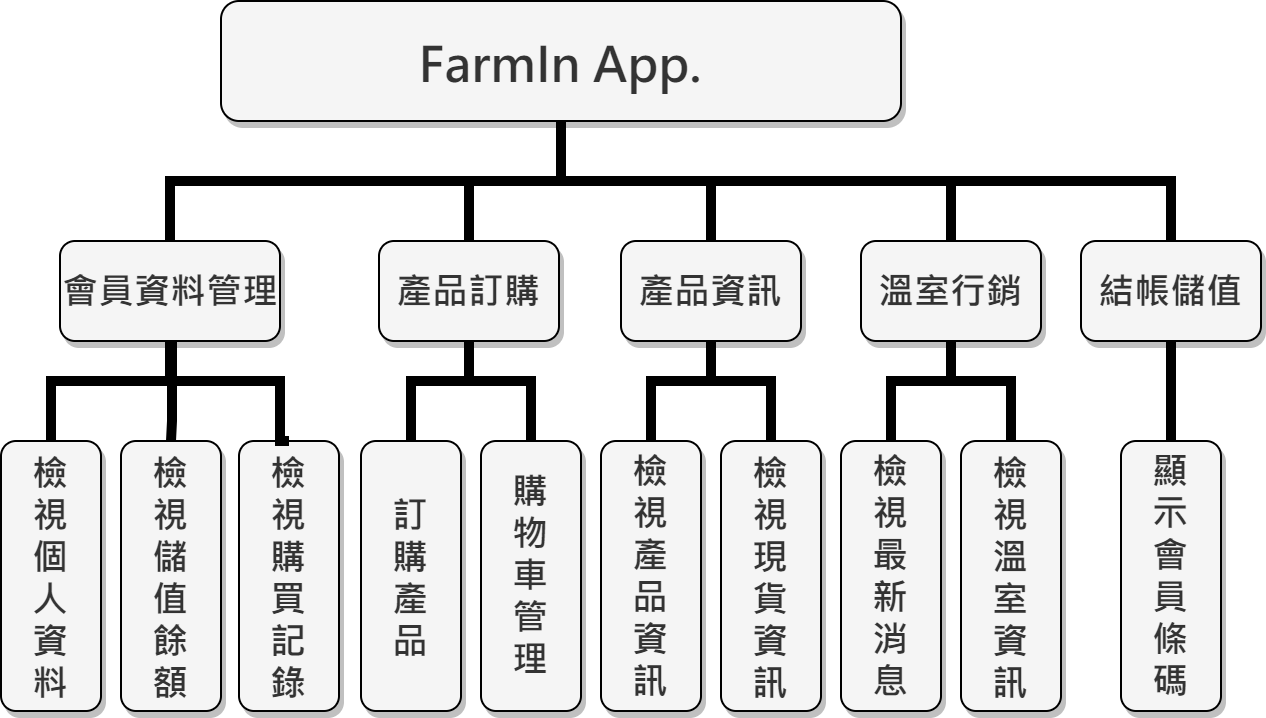 FarmIn App.
會員資料管理
產品訂購
產品資訊
溫室行銷
結帳儲值
檢視個人資料
檢視儲值餘額
檢視購買記錄
訂購產品
購物車管理
檢視產品資訊
檢視現貨資訊
檢視最新消息
檢視溫室資訊
顯示會員條碼